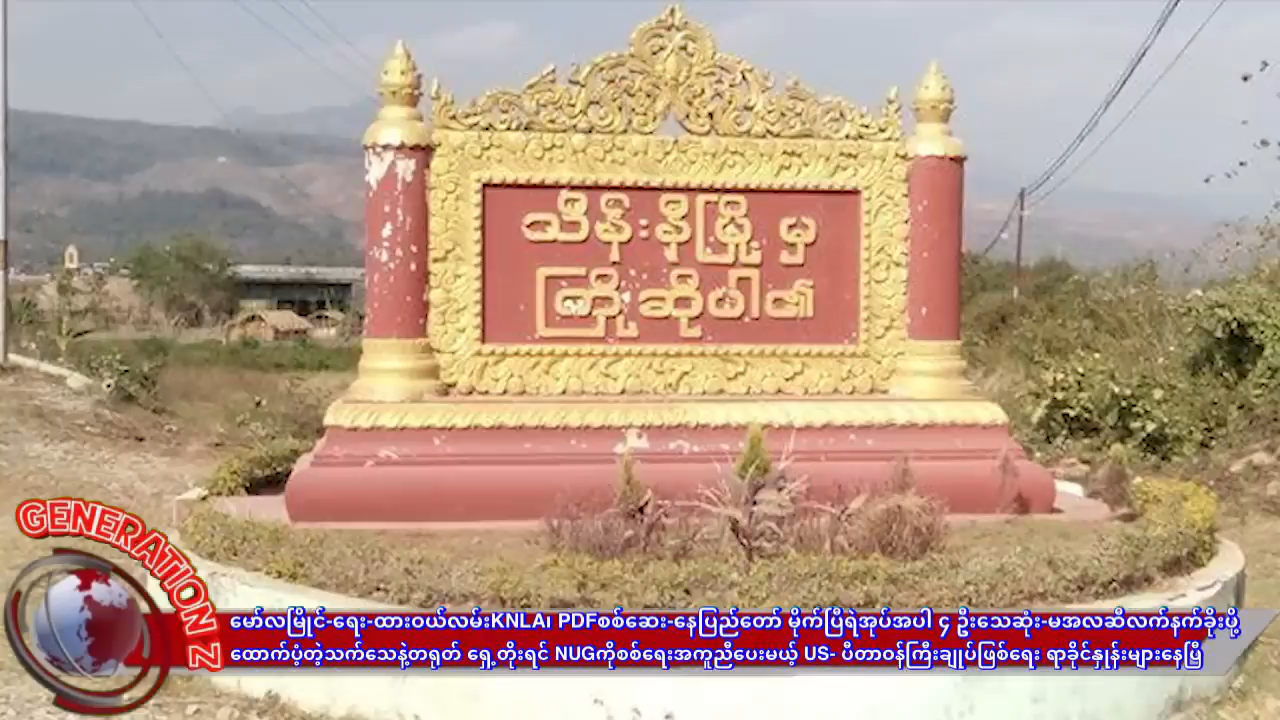 သိန္နီမြို့ မှ
ကြိုဆိုပါ၏
GENERATION Z
မော်လမြိုင်-ရေး-ထားဝယ်လမ်းKNLA၊ PDFစစ်ဆေး-နေပြည်တော် မိုက်ပြီရဲအုပ်အပါ ၄ ဦးသေဆုံး-မအလဆီလက်နက်ခိုးပို့
ထောက်ပံ့တဲ့သက်သေနဲ့တရုတ် ရှေ့တိုးရင် NUGကိုစစ်ရေးအကူညီပေးမယ့် US- ပီတာဝန်ကြီးချုပ်ဖြစ်ရေး ရာခိုင်နှုန်းများနေပြီ